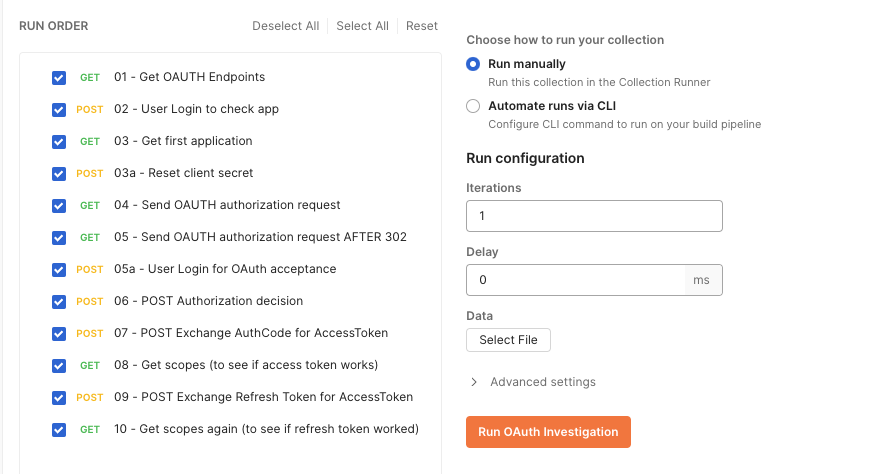 RUN ORDER
Deselect All
Select All
Reset
GET 01 - Get OAUTH Endpoints
POST 02 - User Login to check app
GET 03 - Get first application
POST 03a - Reset client secret
GET 04 - Send OAUTH authorization request
GET 05 - Send OAUTH authorization request AFTER 302
POST 05a - User Login for OAuth acceptance
POST 06 - POST Authorization decision
POST 07 - POST Exchange AuthCode for AccessToken
GET 08 - Get scopes (to see if access token works)
POST 09 - POST Exchange Refresh Token for AccessToken
GET 10 - Get scopes again (to see if refresh token worked)
Choose how to run your collection
Run manually
Run this collection in the Collection Runner
Automate runs via CLI
Configure CLI command to run on your build pipeline
Run configuration
Iterations
1
Delay
0 ms
Data
Select File
Advanced settings
Run OAuth Investigation